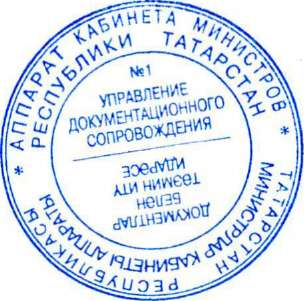 АППАРАТ КАБИНЕТА МИНИСТРОВ
РЕСПУБЛИКИ ТАТАРСТАН
№1
УПРАВЛЕНИЕ
ДОКУМЕНТАЦИОННОГО
СОПРОВОЖДЕНИЯ
ДОКУМЕНТЛАР
БЕЛӘН
ТӘЭМИН ИТҮ
ИДАРӘСЕ
ТАТАРСТАН РЕСПУБЛИКАСЫ
МИНИСТРЛАР КАБИНЕТЫ АППАРАТЫ